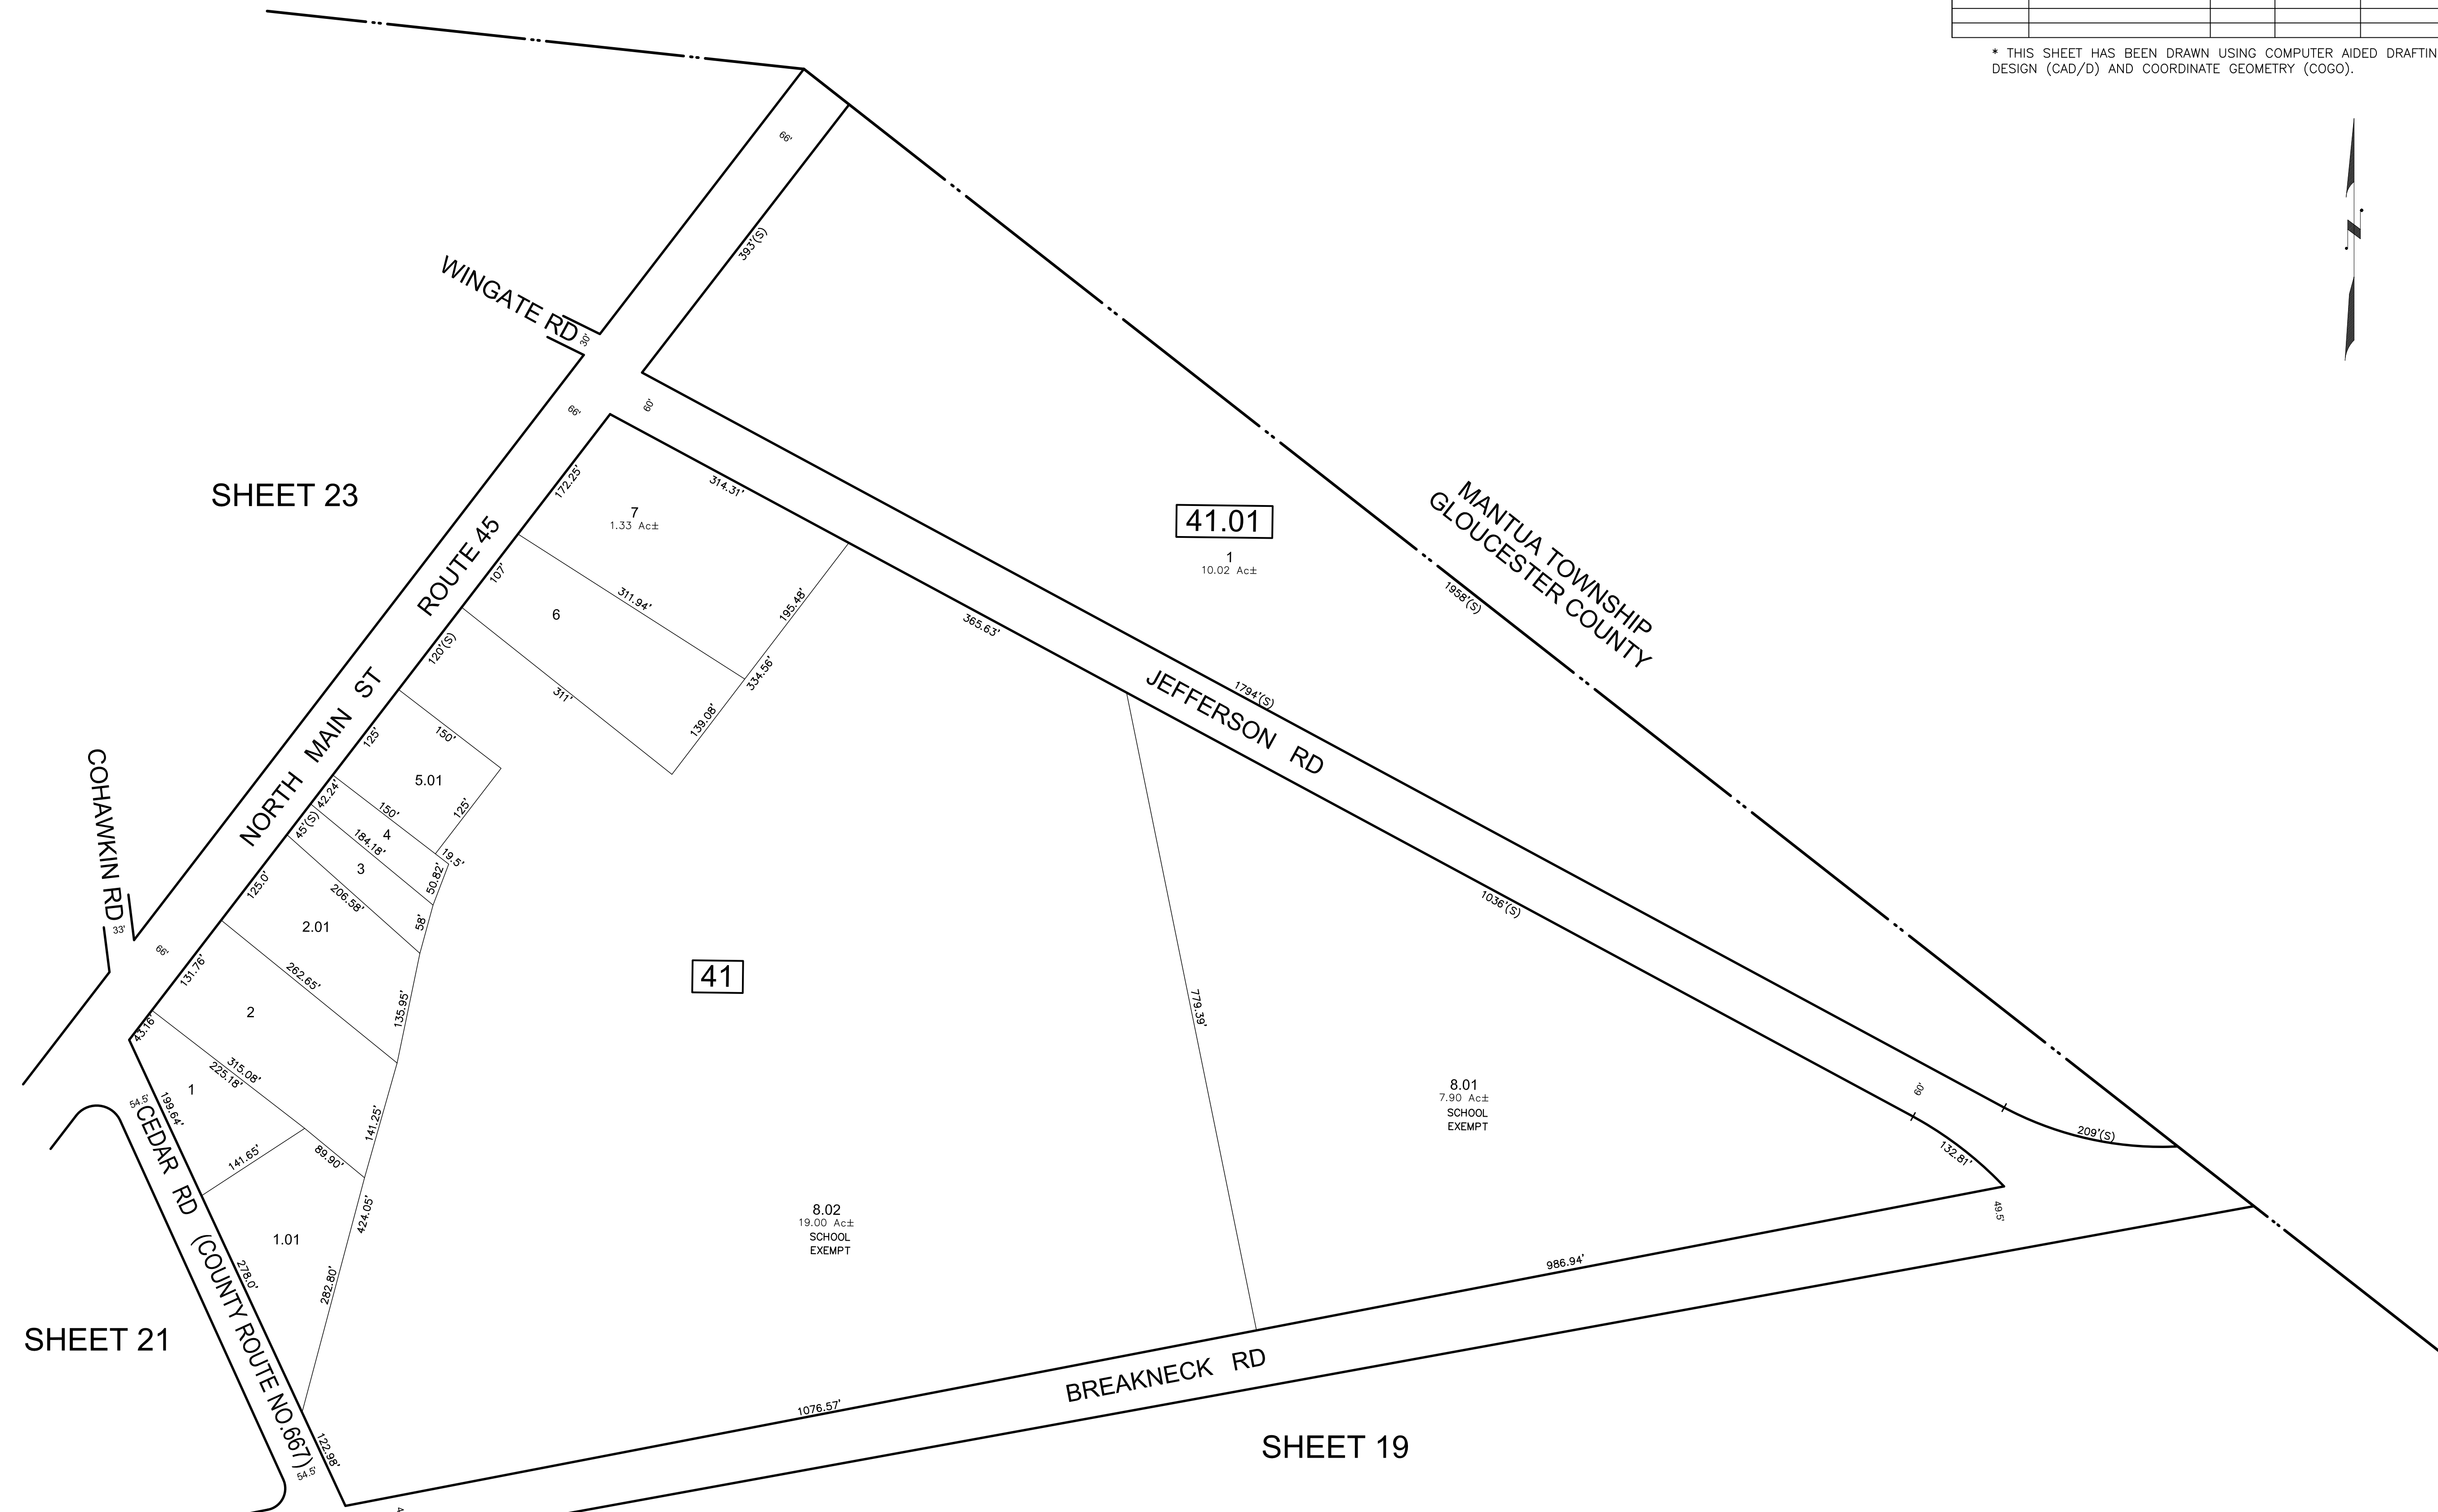 * THIS SHEET HAS BEEN DRAWN USING COMPUTER AIDED DRAFTIN
DESIGN (CAD/D) AND COORDINATE GEOMETRY (COGO).
66'
393'(S)
WINGATE RD
30'
66'
60'
SHEET 23
172.25'
314.31'
7
1.33 Ac±
41.01
1
10.02 Ac±
MANTUA TOWNSHIP
GLOUCESTER COUNTY
1958'(S)
ROUTE 45
107'
311.94'
6
195.48'
365.63'
120'(S)
334.56'
311'
139.08'
1794'(S)
JEFFERSON RD
NORTH MAIN ST
125'
150'
5.01
125'
COHAWKIN RD
33'
42.24'
150'
4
45'(S)
184.18'
19.5'
3
50.82'
125.0'
206.58'
58'
2.01
1036'(S)
66'
131.76'
262.65'
41
135.95'
779.39'
2
43.16'
315.08'
225.18'
1
54.5'
199.64'
141.25'
8.01
7.90 Ac±
SCHOOL
EXEMPT
60'
209'(S)
132.81'
141.65'
89.90'
CEDAR RD (COUNTY ROUTE NO.667)
424.05'
8.02
19.00 Ac±
SCHOOL
EXEMPT
49.5'
1.01
278.0'
282.80'
986.94'
SHEET 21
BREAKNECK RD
1076.57'
122.98'
54.5'
SHEET 19
4